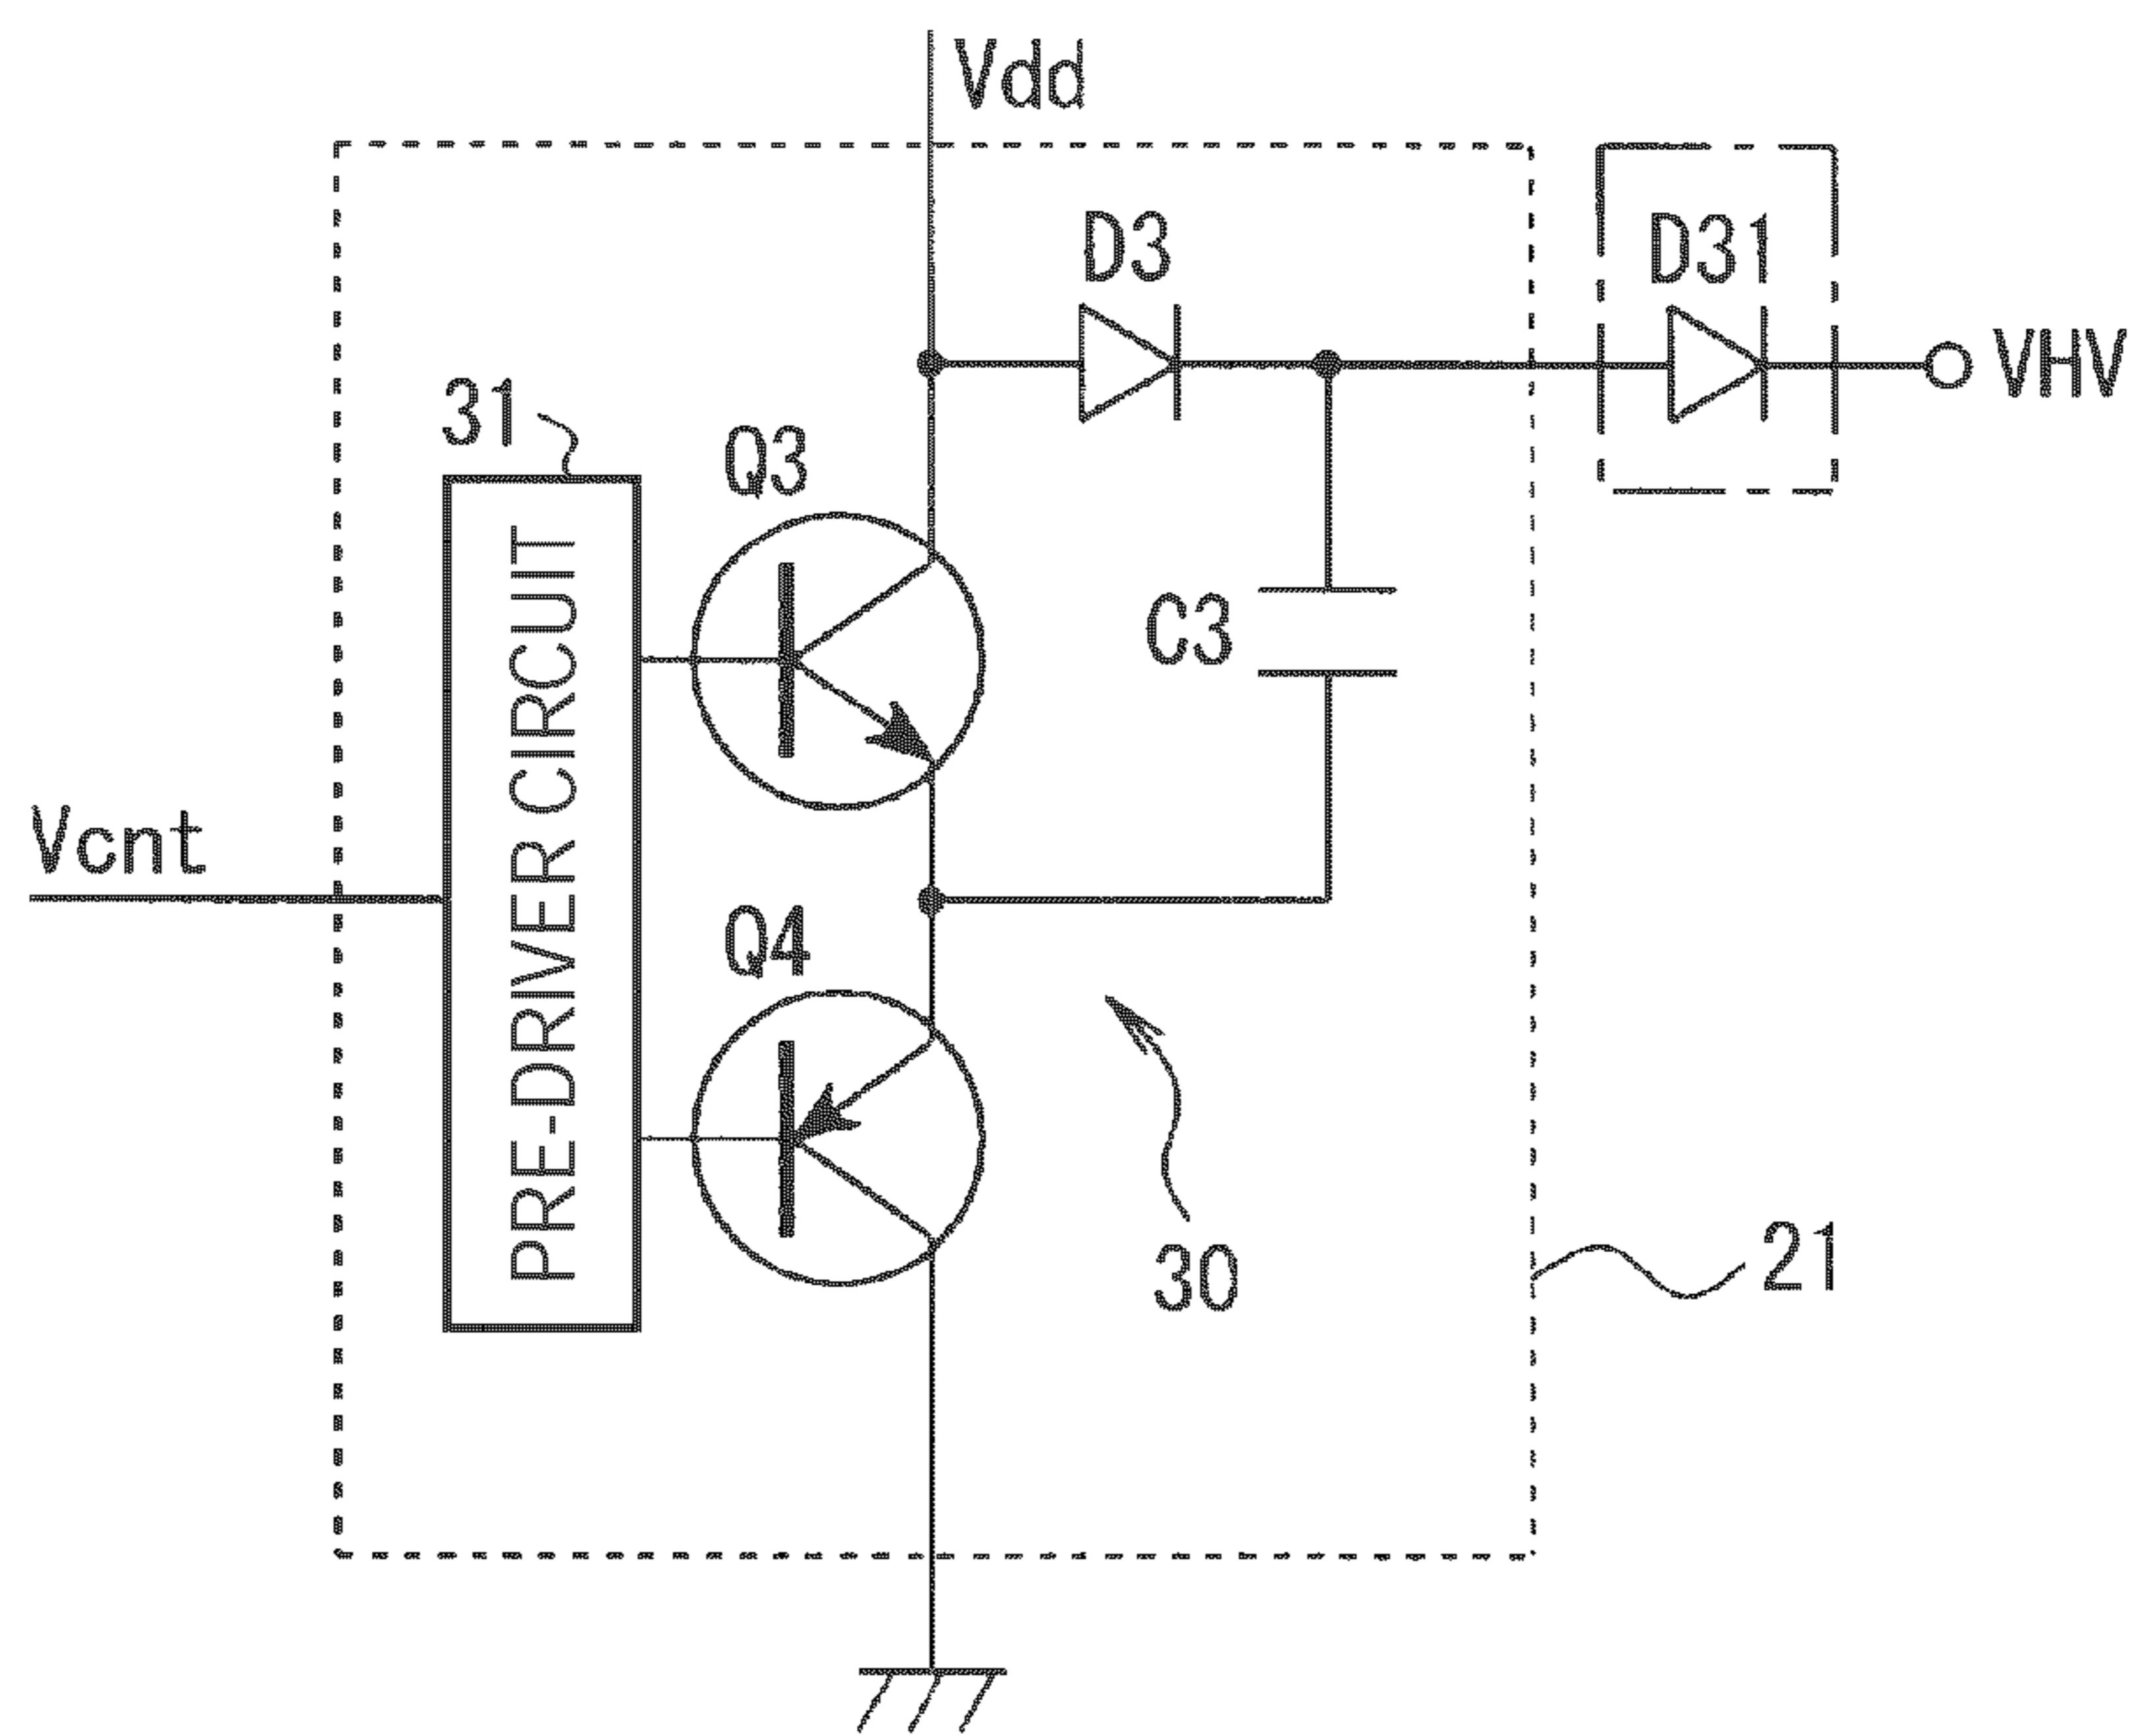 Vdd
D3
D31
VHV
31
Q3
C3
PRE-DRIVER CIRCUIT
Vcnt
Q4
30
21